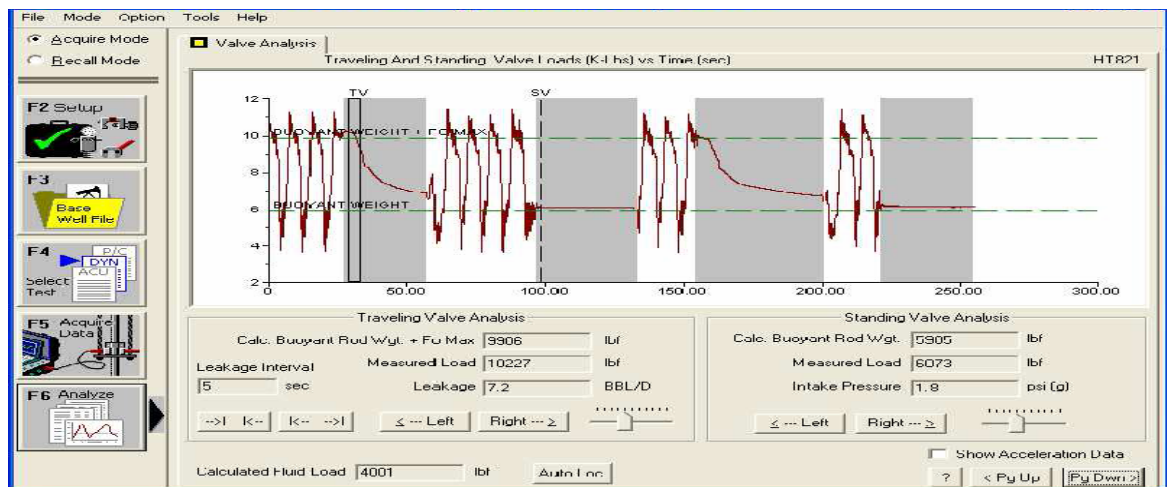 File Mode Option Tools Help
Acquire Mode
Recall Mode
F2 Setup
F3
Base
Well File
F4
P/C
DYN
ACU
Select
Test
F5 Acquire
Data
F6 Analyze
Valve Analysis
Traveling And Standing Valve Loads (K-Lbs) vs Time (sec)
HT821
TV
SV
12
10
8
6
4
2
BUOYANT WEIGHT + FO MAX
BUOYANT WEIGHT
0
50.00
100.00
150.00
200.00
250.00
300.00
Traveling Valve Analysis
Calc. Buoyant Rod Wgt. + Fo Max 9906 lbf
Leakage Interval
Measured Load 10227 lbf
5 sec
Leakage 7.2 BBL/D
-->| |<-- |<-- -->| < --- Left Right --- >
Standing Valve Analysis
Calc. Buoyant Rod Wgt. 5905 lbf
Measured Load 6073 lbf
Intake Pressure 1.8 psi (g)
< --- Left Right --- >
Calculated Fluid Load 4001 lbf
Auto Loc
Show Acceleration Data
? < Pg Up Pg Dwn >